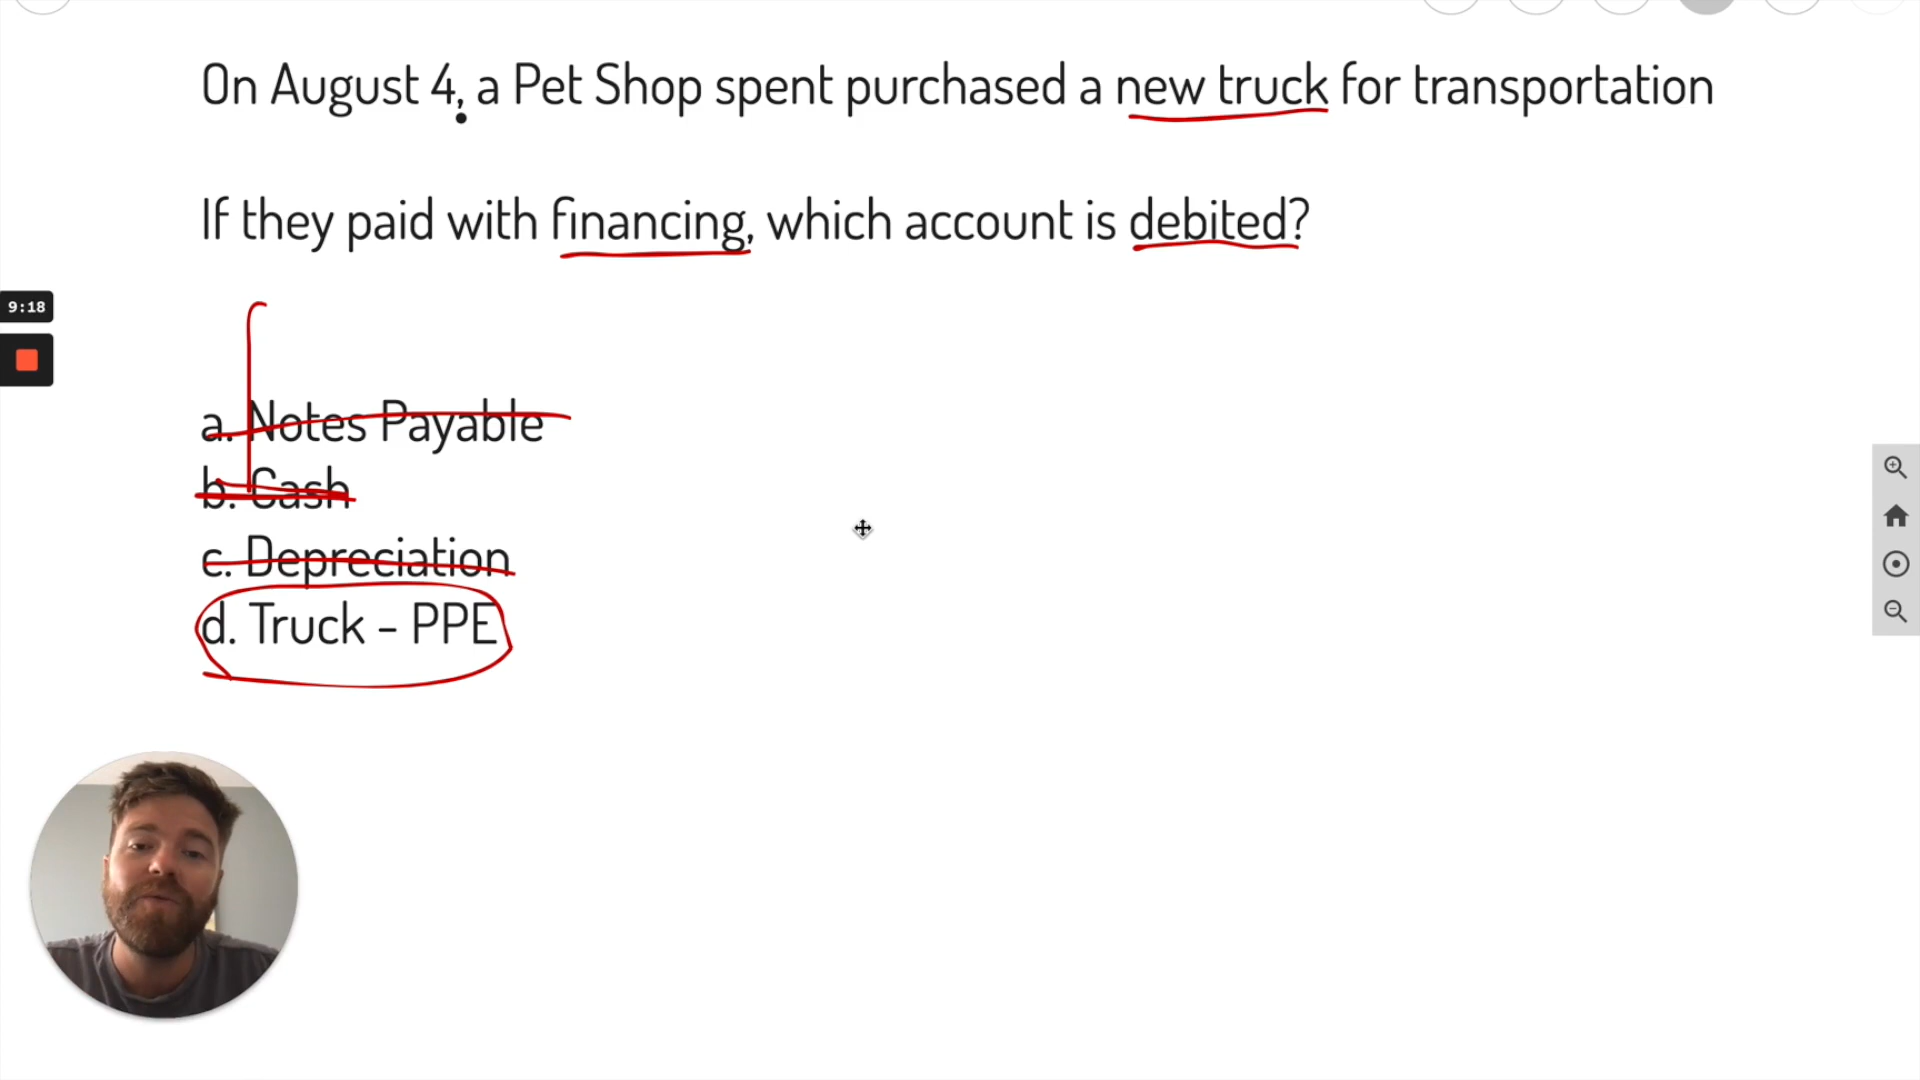 On August 4, a Pet Shop spent purchased a new truck for transportation
If they paid with financing, which account is debited?
9:18
a. Notes Payable
b. Cash
c. Depreciation
d. Truck - PPE